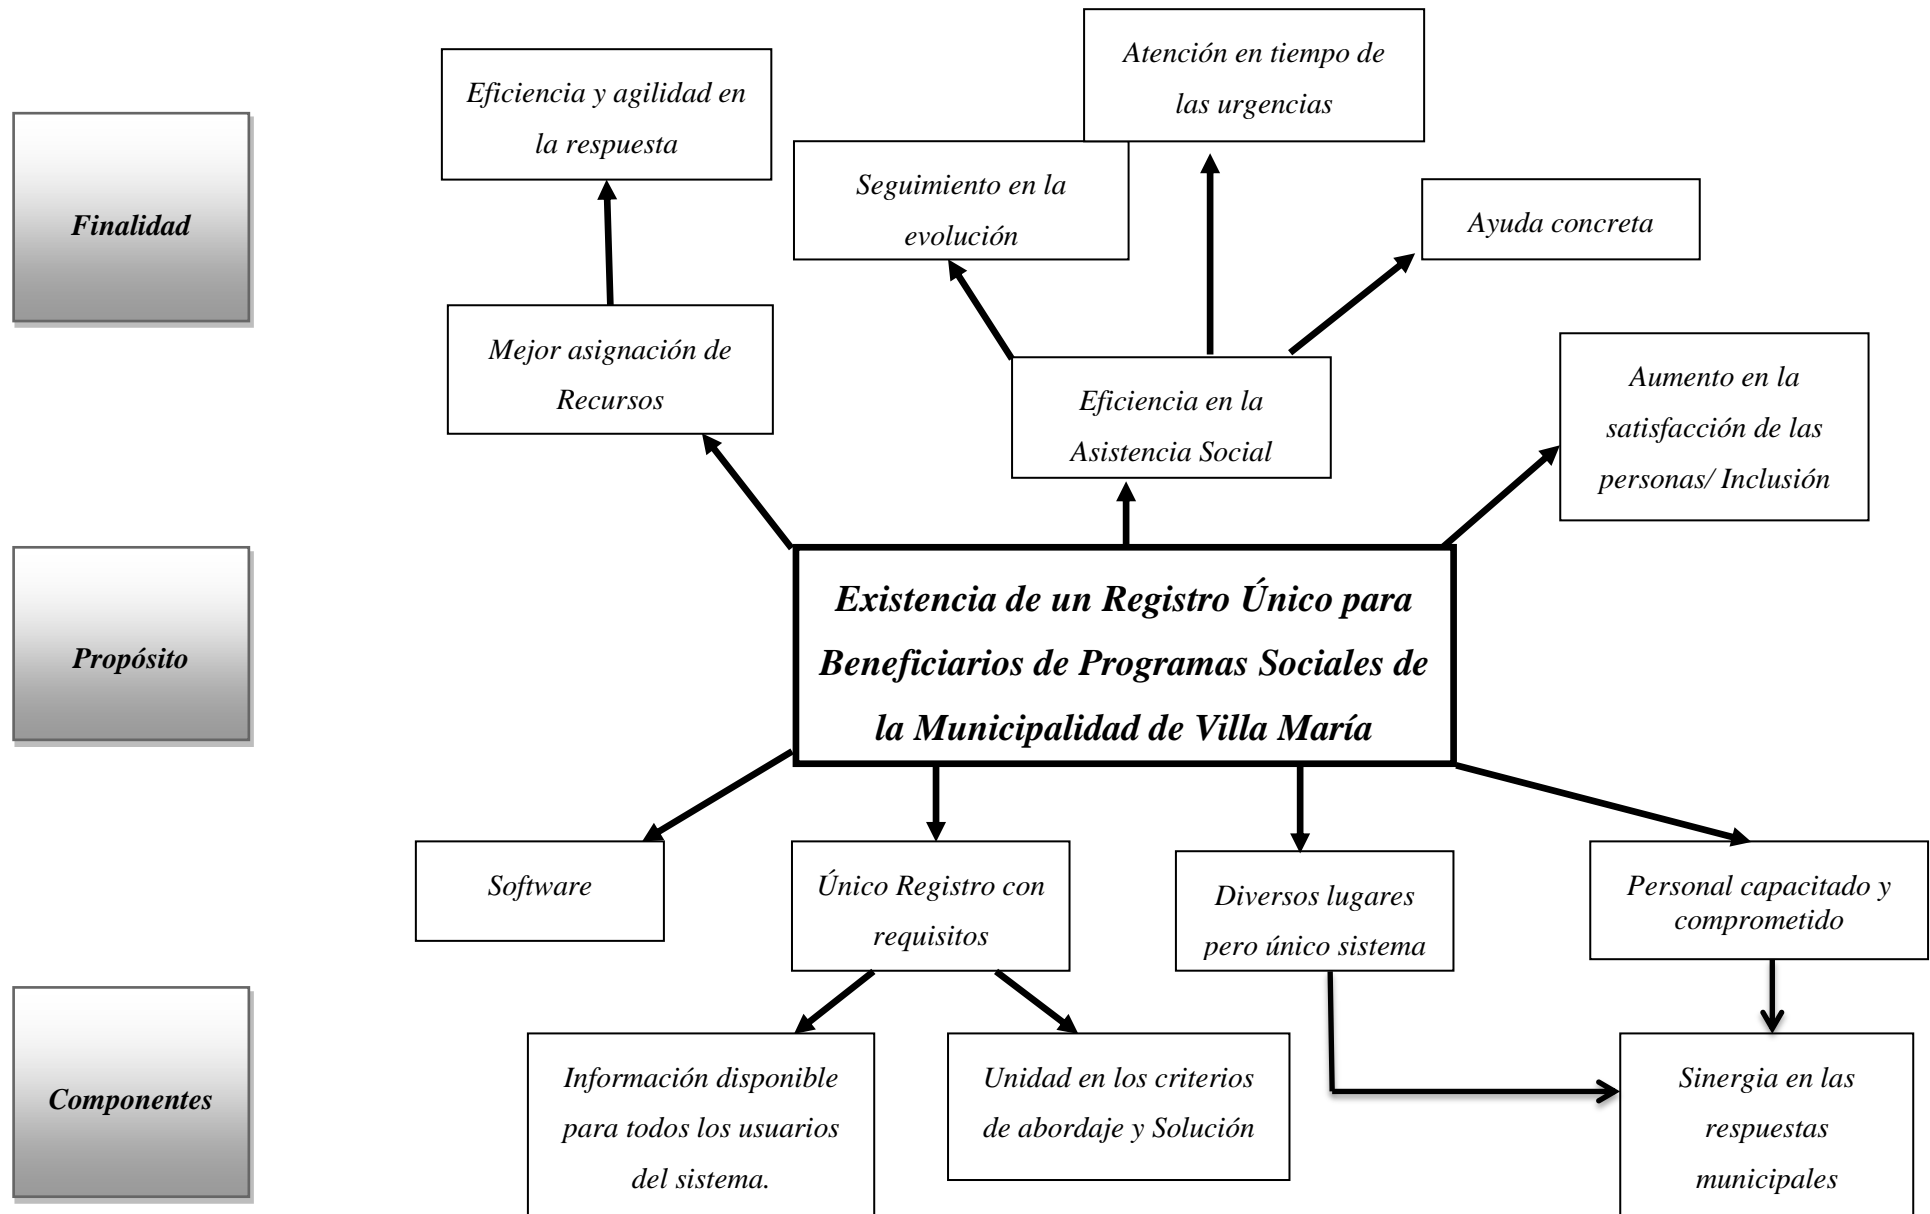 Atención en tiempo de
las urgencias
Eficiencia y agilidad en
la respuesta
Seguimiento en la
evolución
Ayuda concreta
Finalidad
Mejor asignación de
Recursos
Eficiencia en la
Asistencia Social
Aumento en la
satisfacción de las
personas/ Inclusión
Propósito
Existencia de un Registro Único para
Beneficiarios de Programas Sociales de
la Municipalidad de Villa María
Software
Único Registro con
requisitos
Diversos lugares
pero único sistema
Personal capacitado y
comprometido
Componentes
Información disponible
para todos los usuarios
del sistema.
Unidad en los criterios
de abordaje y Solución
Sinergia en las
respuestas
municipales